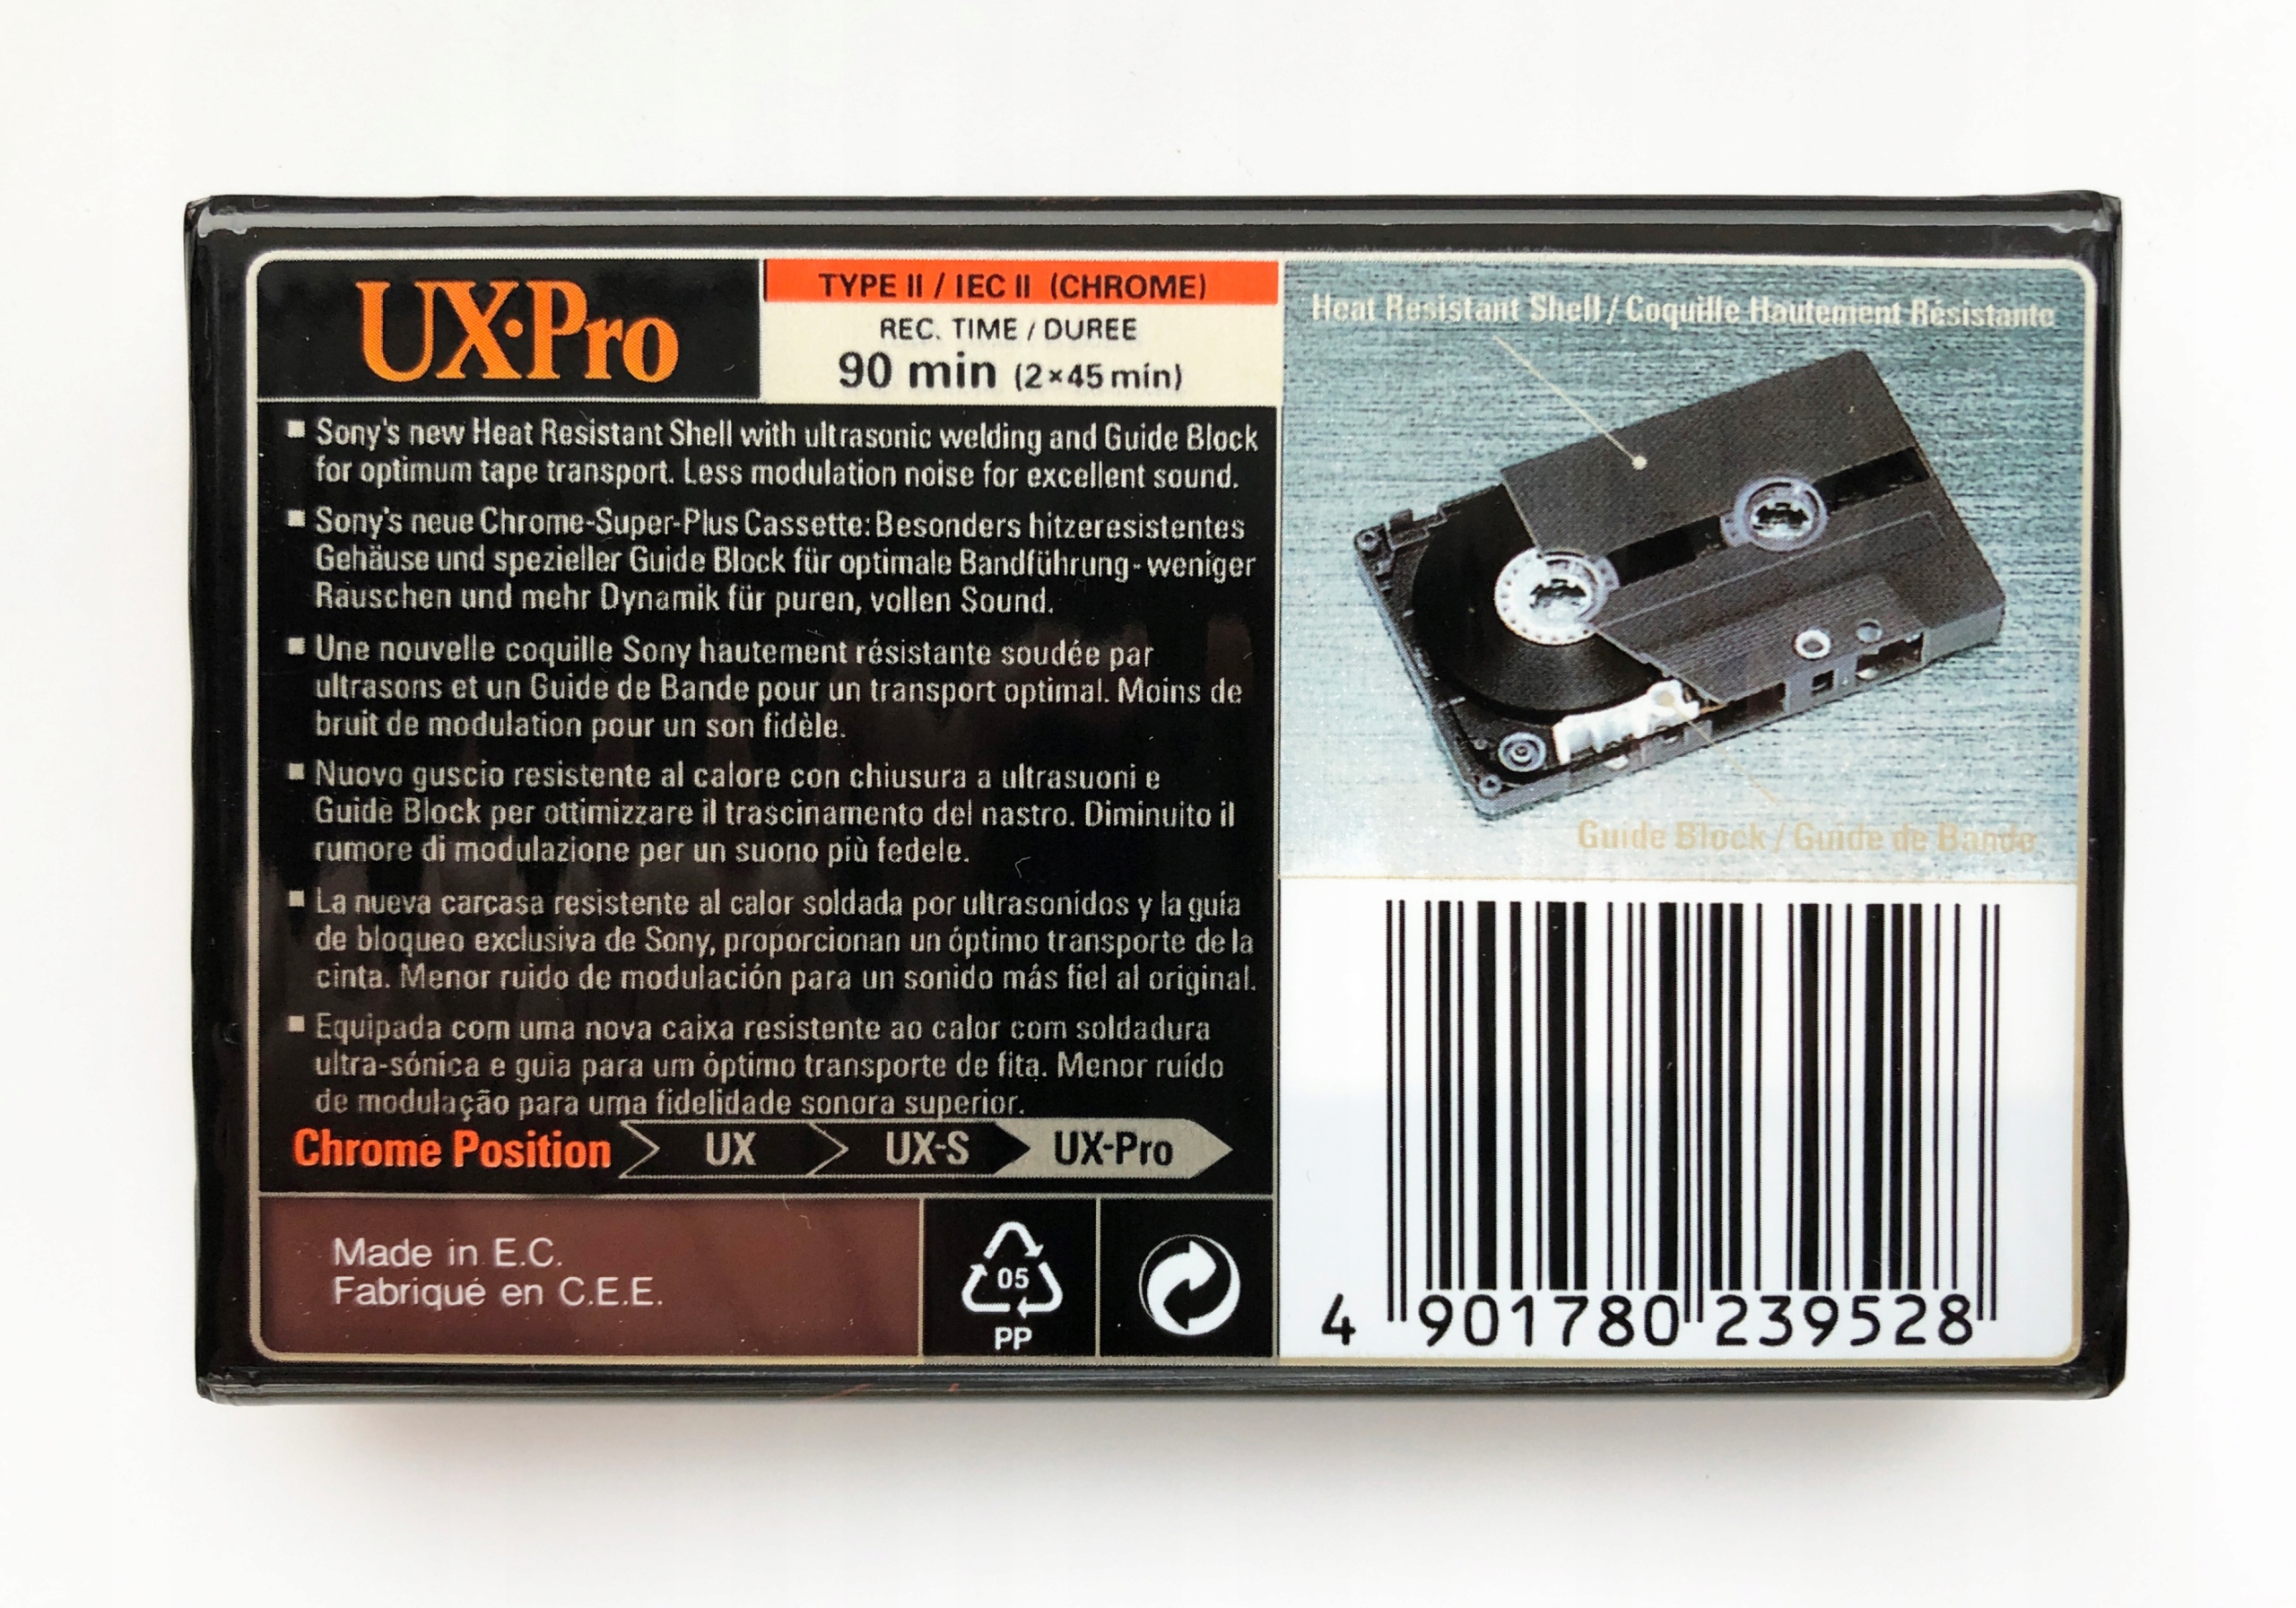 UX·Pro
TYPE II / IEC II (CHROME)
REC. TIME / DUREE
90 min (2×45 min)
■ Sony's new Heat Resistant Shell with ultrasonic welding and Guide Block
for optimum tape transport. Less modulation noise for excellent sound.
■ Sony's neue Chrome-Super-Plus Cassette: Besonders hitzeresistentes
Gehäuse und spezieller Guide Block für optimale Bandführung - weniger
Rauschen und mehr Dynamik für puren, vollen Sound.
■ Une nouvelle coquille Sony hautement résistante soudée par
ultrasons et un Guide de Bande pour un transport optimal. Moins de
bruit de modulation pour un son fidèle.
■ Nuovo guscio resistente al calore con chiusura a ultrasuoni e
Guide Block per ottimizzare il trascinamento del nastro. Diminuito il
rumore di modulazione per un suono più fedele.
■ La nueva carcasa resistente al calor soldada por ultrasonidos y la guía
de bloqueo exclusiva de Sony, proporcionan un óptimo transporte de la
cinta. Menor ruido de modulación para un sonido más fiel al original.
■ Equipada com uma nova caixa resistente ao calor com soldadura
ultra-sónica e guia para um óptimo transporte de fita. Menor ruído
de modulação para uma fidelidade sonora superior.
Chrome Position UX UX-S UX-Pro
Made in E.C.
Fabriqué en C.E.E.
05
PP
Heat Resistant Shell / Coquille Hautement Résistante
Guide Block / Guide de Bande
4 901780 239528